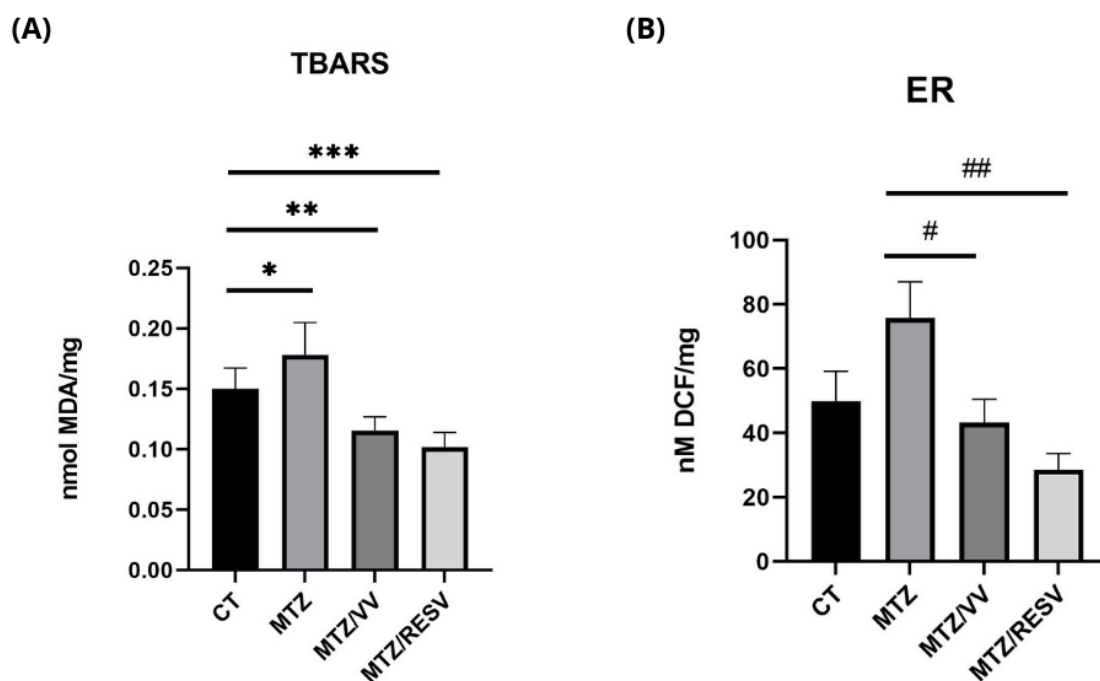 (A)
TBARS
***
**
*
nmol MDA/mg
0.25
0.20
0.15
0.10
0.05
0.00
CT
MTZ
MTZ/VV
MTZ/RESV
(B)
ER
##
#
nM DCF/mg
100
80
60
40
20
0
CT
MTZ
MTZ/VV
MTZ/RESV